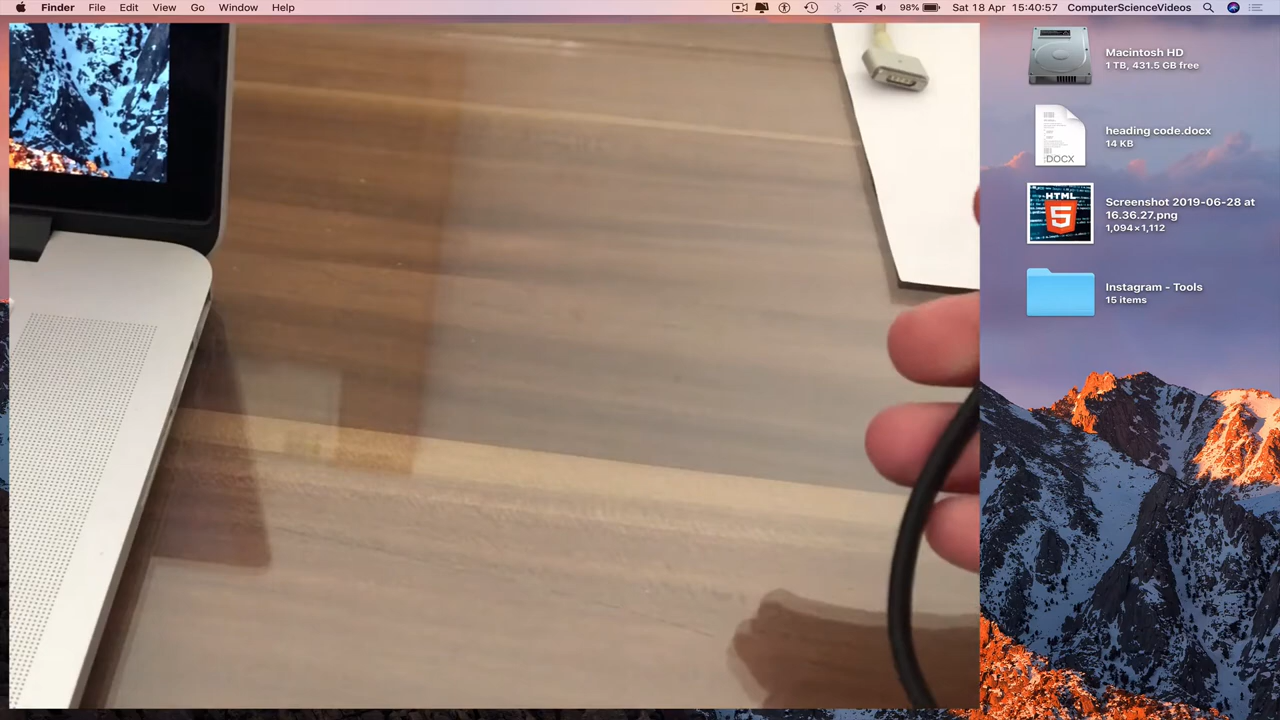 Finder File Edit View Go Window Help 98% Sat 18 Apr 15:40:57 ComputerScienceVideos
Macintosh HD
1 TB, 431.5 GB free
heading code.docx
14 KB
DOCX
HTML
5
Screenshot 2019-06-28 at
16.36.27.png
1,094×1,112
Instagram - Tools
15 items